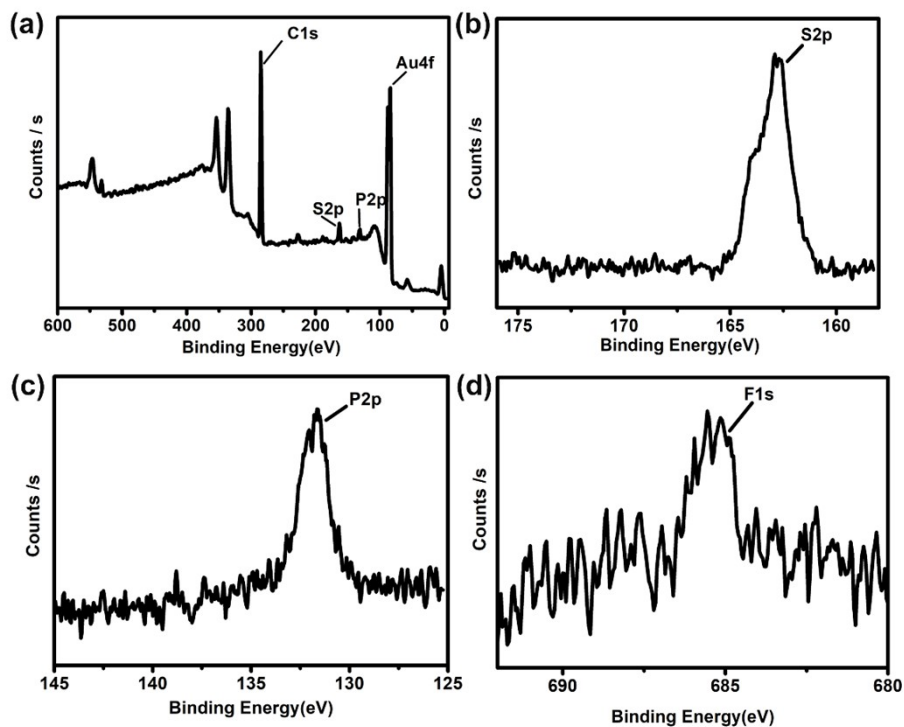 (a)
C1s
Au4f
S2p
P2p
Counts / s
600 500 400 300 200 100 0
Binding Energy(eV)
(b)
S2p
Counts /s
175 170 165 160
Binding Energy(eV)
(c)
P2p
Counts /s
145 140 135 130 125
Binding Energy(eV)
(d)
F1s
Counts /s
690 685 680
Binding Energy(eV)